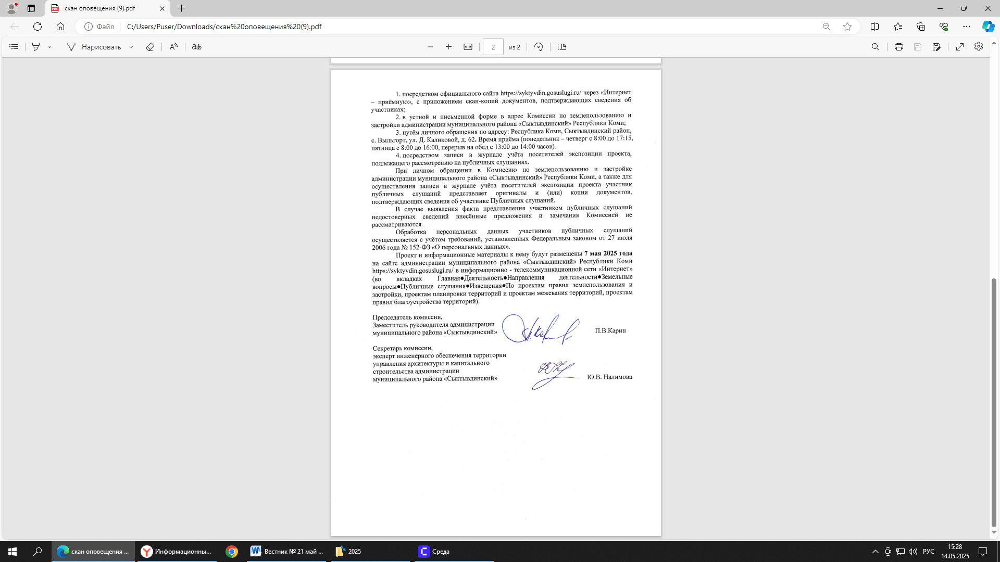 скан оповещения (9).pdf
Файл
C:/Users/Puser/Downloads/скан%20оповещения%20(9).pdf
Нарисовать
2
из 2
1. посредством официального сайта https://syktyvdin.gosuslugi.ru/ через «Интернет
– приёмную», с приложением скан-копий документов, подтверждающих сведения об
участниках;
2. в устной и письменной форме в адрес Комиссии по землепользованию и
застройки администрации муниципального района «Сыктывдинский» Республики Коми;
3. путём личного обращения по адресу: Республика Коми, Сыктывдинский район,
с. Выльгорт, ул. Д. Каликовой, д. 62. Время приёма (понедельник – четверг с 8:00 до 17:15,
пятница с 8:00 до 16:00, перерыв на обед с 13:00 до 14:00 часов).
4. посредством записи в журнале учёта посетителей экспозиции проекта,
подлежащего рассмотрению на публичных слушаниях.
При личном обращении в Комиссию по землепользованию и застройке
администрации муниципального района «Сыктывдинский» Республики Коми, а также для
осуществления записи в журнале учёта посетителей экспозиции проекта участник
публичных слушаний представляет оригиналы и (или) копии документов,
подтверждающих сведения об участнике Публичных слушаний.
В случае выявления факта представления участником публичных слушаний
недостоверных сведений внесённые предложения и замечания Комиссией не
рассматриваются.
Обработка персональных данных участников публичных слушаний
осуществляется с учётом требований, установленных Федеральным законом от 27 июля
2006 года № 152-ФЗ «О персональных данных».
Проект и информационные материалы к нему будут размещены 7 мая 2025 года
на сайте администрации муниципального района «Сыктывдинский» Республики Коми
https://syktyvdin.gosuslugi.ru/ в информационно - телекоммуникационной сети «Интернет»
(во вкладках Главная●Деятельность●Направления деятельности●Земельные
вопросы●Публичные слушания●Извещения●По проектам правил землепользования и
застройки, проектам планировки территорий и проектам межевания территорий, проектам
правил благоустройства территорий).
Председатель комиссии,
Заместитель руководителя администрации
муниципального района «Сыктывдинский»
П.В.Карин
Секретарь комиссии,
эксперт инженерного обеспечения территории
управления архитектуры и капитального
строительства администрации
муниципального района «Сыктывдинский»
Ю.В. Налимова
скан оповещения ...
Информационны...
Вестник № 21 май ...
2025
Среда
РУС
15:28
14.05.2025